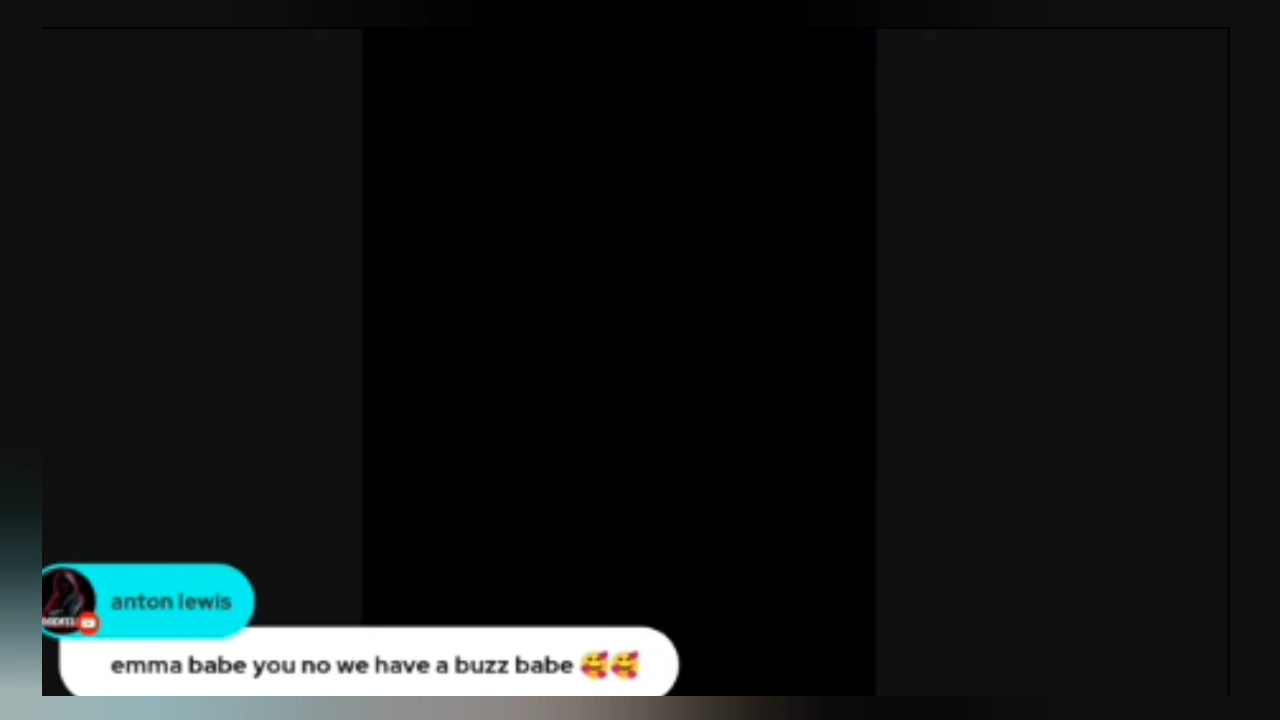 anton lewis
emma babe you no we have a buzz babe 🥰🥰